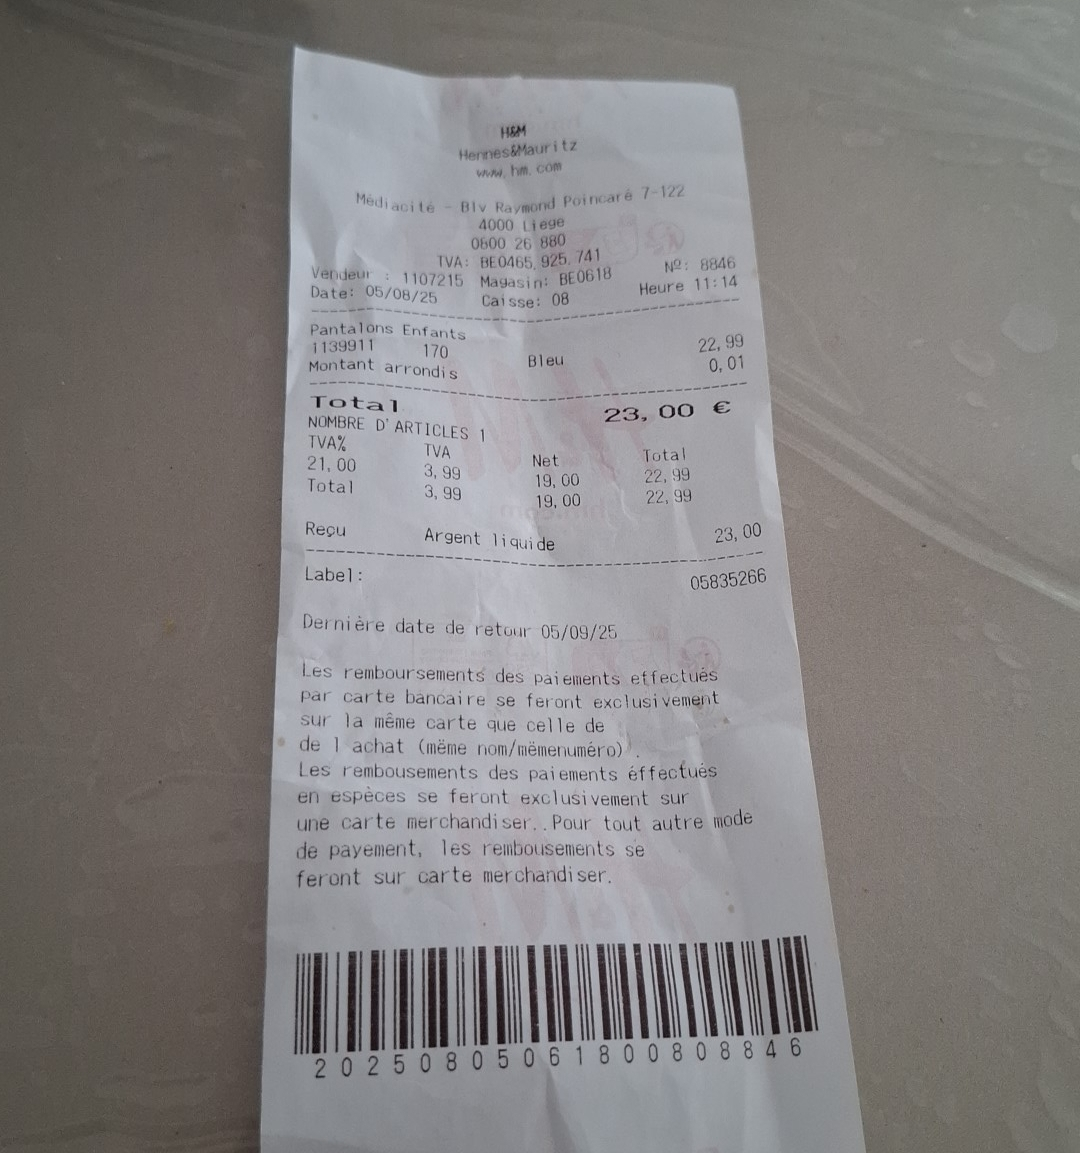 H&M
Hennes&Mauritz
www.hm.com
Médiacité - Blv Raymond Poincaré 7-122
4000 Liege
0800 26 880
TVA: BE0465.925.741
Vendeur : 1107215 Magasin: BE0618 Nº: 8846
Date: 05/08/25 Caisse: 08 Heure 11:14
Pantalons Enfants
1139911 170 Bleu 22,99
Montant arrondis 0,01
Total 23,00 €
NOMBRE D'ARTICLES 1
TVA% TVA Net Total
21,00 3,99 19,00 22,99
Total 3,99 19,00 22,99
Reçu Argent liquide 23,00
Label: 05835266
Dernière date de retour 05/09/25
Les remboursements des paiements effectués
par carte bancaire se feront exclusivement
sur la même carte que celle de
de l achat (même nom/mêmenuméro).
Les rembousements des paiements éffectués
en espèces se feront exclusivement sur
une carte merchandiser..Pour tout autre mode
de payement, les rembousements se
feront sur carte merchandiser.
20250805061800808846